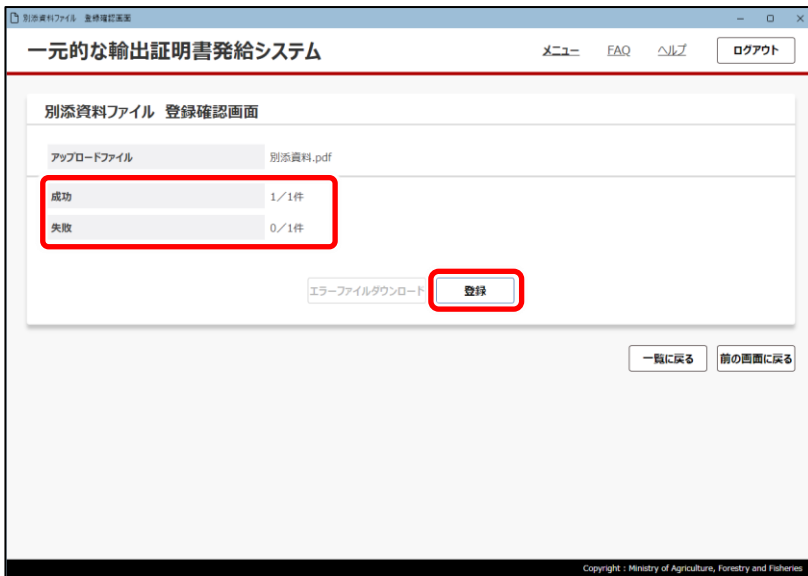 別添資料ファイル 登録確認画面
一元的な輸出証明書発給システム
メニュー FAQ ヘルプ ログアウト
別添資料ファイル 登録確認画面
アップロードファイル 別添資料.pdf
成功 1/1件
失敗 0/1件
エラーファイルダウンロード 登録
一覧に戻る 前の画面に戻る
Copyright : Ministry of Agriculture, Forestry and Fisheries